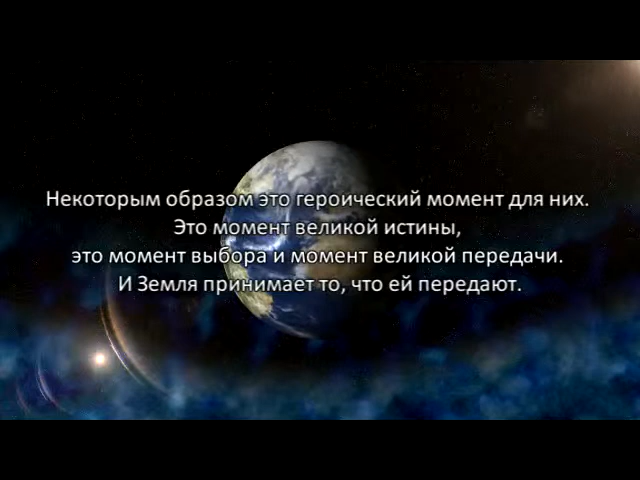 Некоторым образом это героический момент для них.
Это момент великой истины,
это момент выбора и момент великой передачи.
И Земля принимает то, что ей передают.